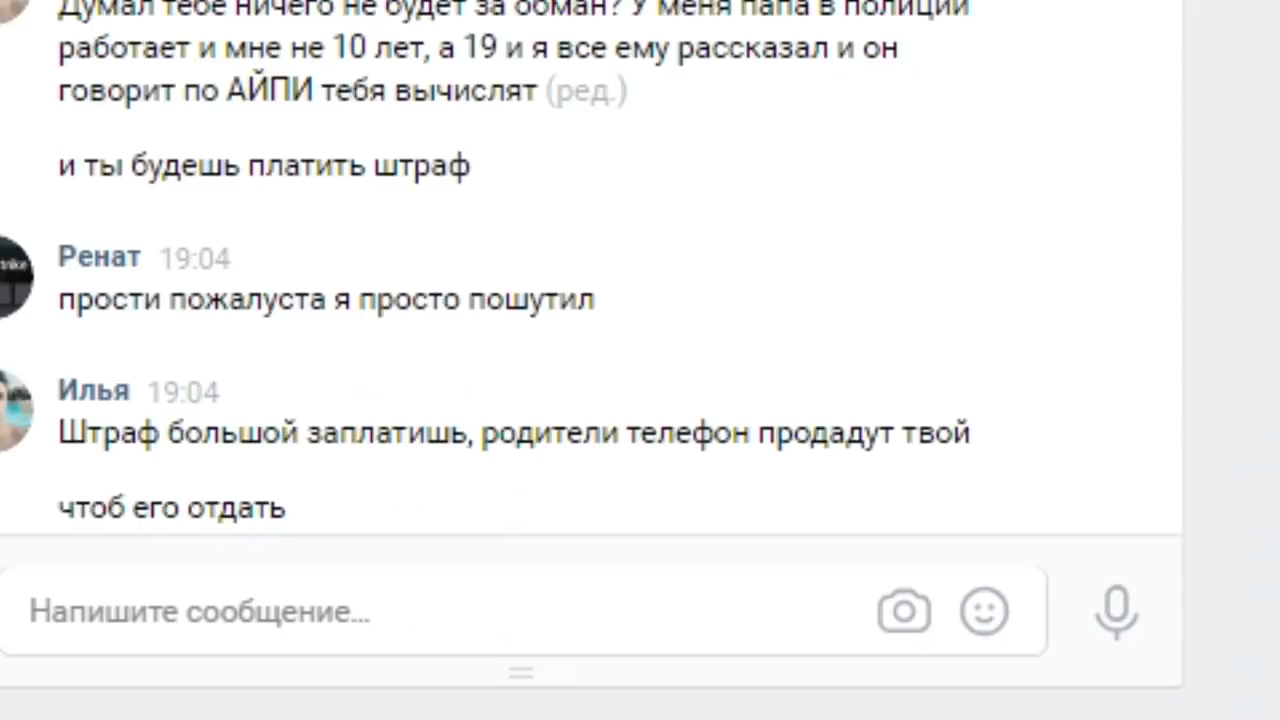 Думал тебе ничего не будет за обман? У меня папа в полиции
работает и мне не 10 лет, а 19 и я все ему рассказал и он
говорит по АЙПИ тебя вычислят (ред.)
и ты будешь платить штраф
Ренат 19:04
прости пожалуста я просто пошутил
Илья 19:04
Штраф большой заплатишь, родители телефон продадут твой
чтоб его отдать
Напишите сообщение...